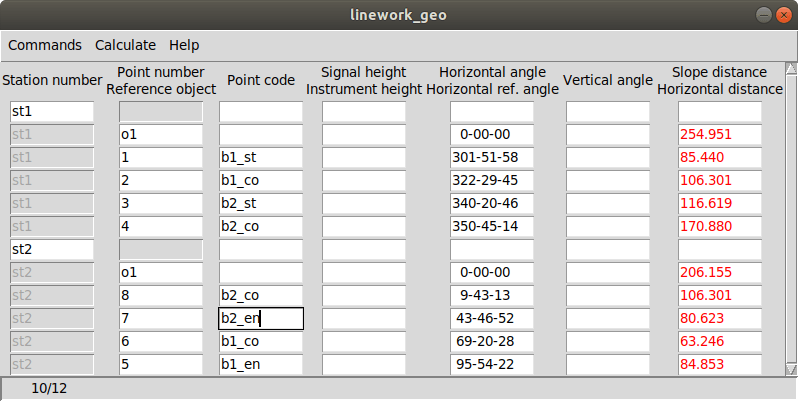 linework_geo
Commands Calculate Help
Station number Point number Point code Signal height Horizontal angle Vertical angle Slope distance
Reference object Instrument height Horizontal ref. angle Horizontal distance
st1
st1 o1 0-00-00 254.951
st1 1 b1_st 301-51-58 85.440
st1 2 b1_co 322-29-45 106.301
st1 3 b2_st 340-20-46 116.619
st1 4 b2_co 350-45-14 170.880
st2
st2 o1 0-00-00 206.155
st2 8 b2_co 9-43-13 106.301
st2 7 b2_en 43-46-52 80.623
st2 6 b1_co 69-20-28 63.246
st2 5 b1_en 95-54-22 84.853
10/12